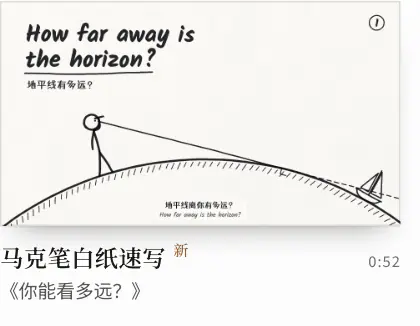 How far away is
the horizon?
地平线有多远？
1
地平线离你有多远？
How far away is the horizon?
马克笔白纸速写 新
0:52
《你能看多远？》